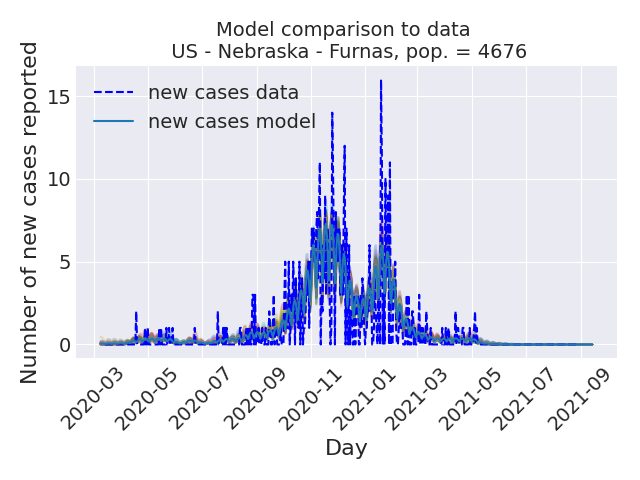 Model comparison to data
US - Nebraska - Furnas, pop. = 4676
Number of new cases reported
15
10
5
0
new cases data
new cases model
2020-03
2020-05
2020-07
2020-09
2020-11
2021-01
2021-03
2021-05
2021-07
2021-09
Day